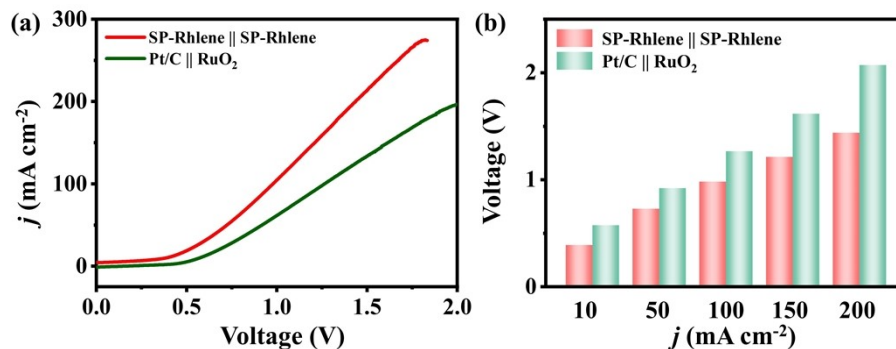 (a)
SP-Rhlene || SP-Rhlene
Pt/C || RuO₂
300
200
100
0
j (mA cm⁻²)
0.0 0.5 1.0 1.5 2.0
Voltage (V)
(b)
SP-Rhlene || SP-Rhlene
Pt/C || RuO₂
2
1
0
Voltage (V)
10 50 100 150 200
j (mA cm⁻²)